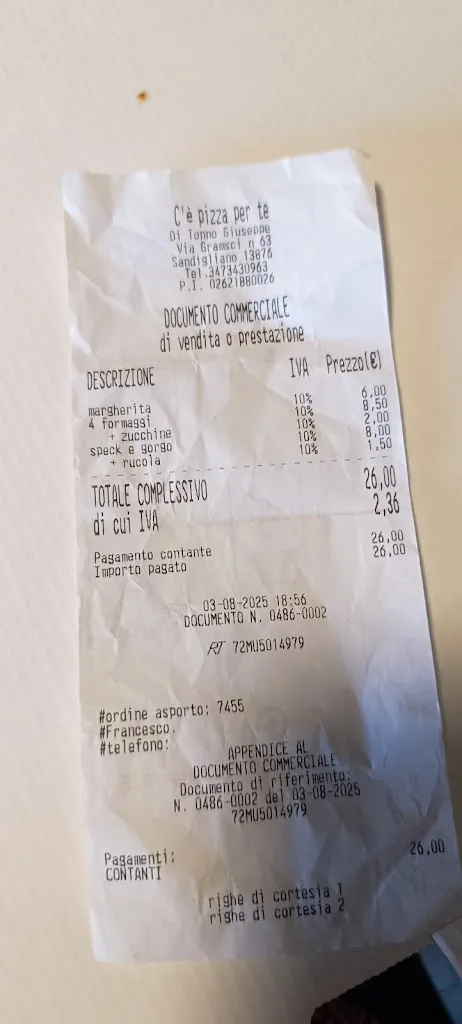 C'è pizza per te
Di Tonno Giuseppe
Via Gramsci n 63
Sandigliano 13876
Tel.3473430963
P.I. 02621880026
DOCUMENTO COMMERCIALE
di vendita o prestazione
DESCRIZIONE IVA Prezzo(€)
margherita 10% 6,00
4 formaggi 10% 8,50
+ zucchine 10% 2,00
speck e gorgo 10% 8,00
+ rucola 10% 1,50
TOTALE COMPLESSIVO 26,00
di cui IVA 2,36
Pagamento contante 26,00
Importo pagato 26,00
03-08-2025 18:56
DOCUMENTO N. 0486-0002
RT 72MU5014979
#ordine asporto: 7455
#Francesco.
#telefono:
APPENDICE AL
DOCUMENTO COMMERCIALE
Documento di riferimento:
N. 0486-0002 del 03-08-2025
72MU5014979
Pagamenti:
CONTANTI 26,00
righe di cortesia 1
righe di cortesia 2